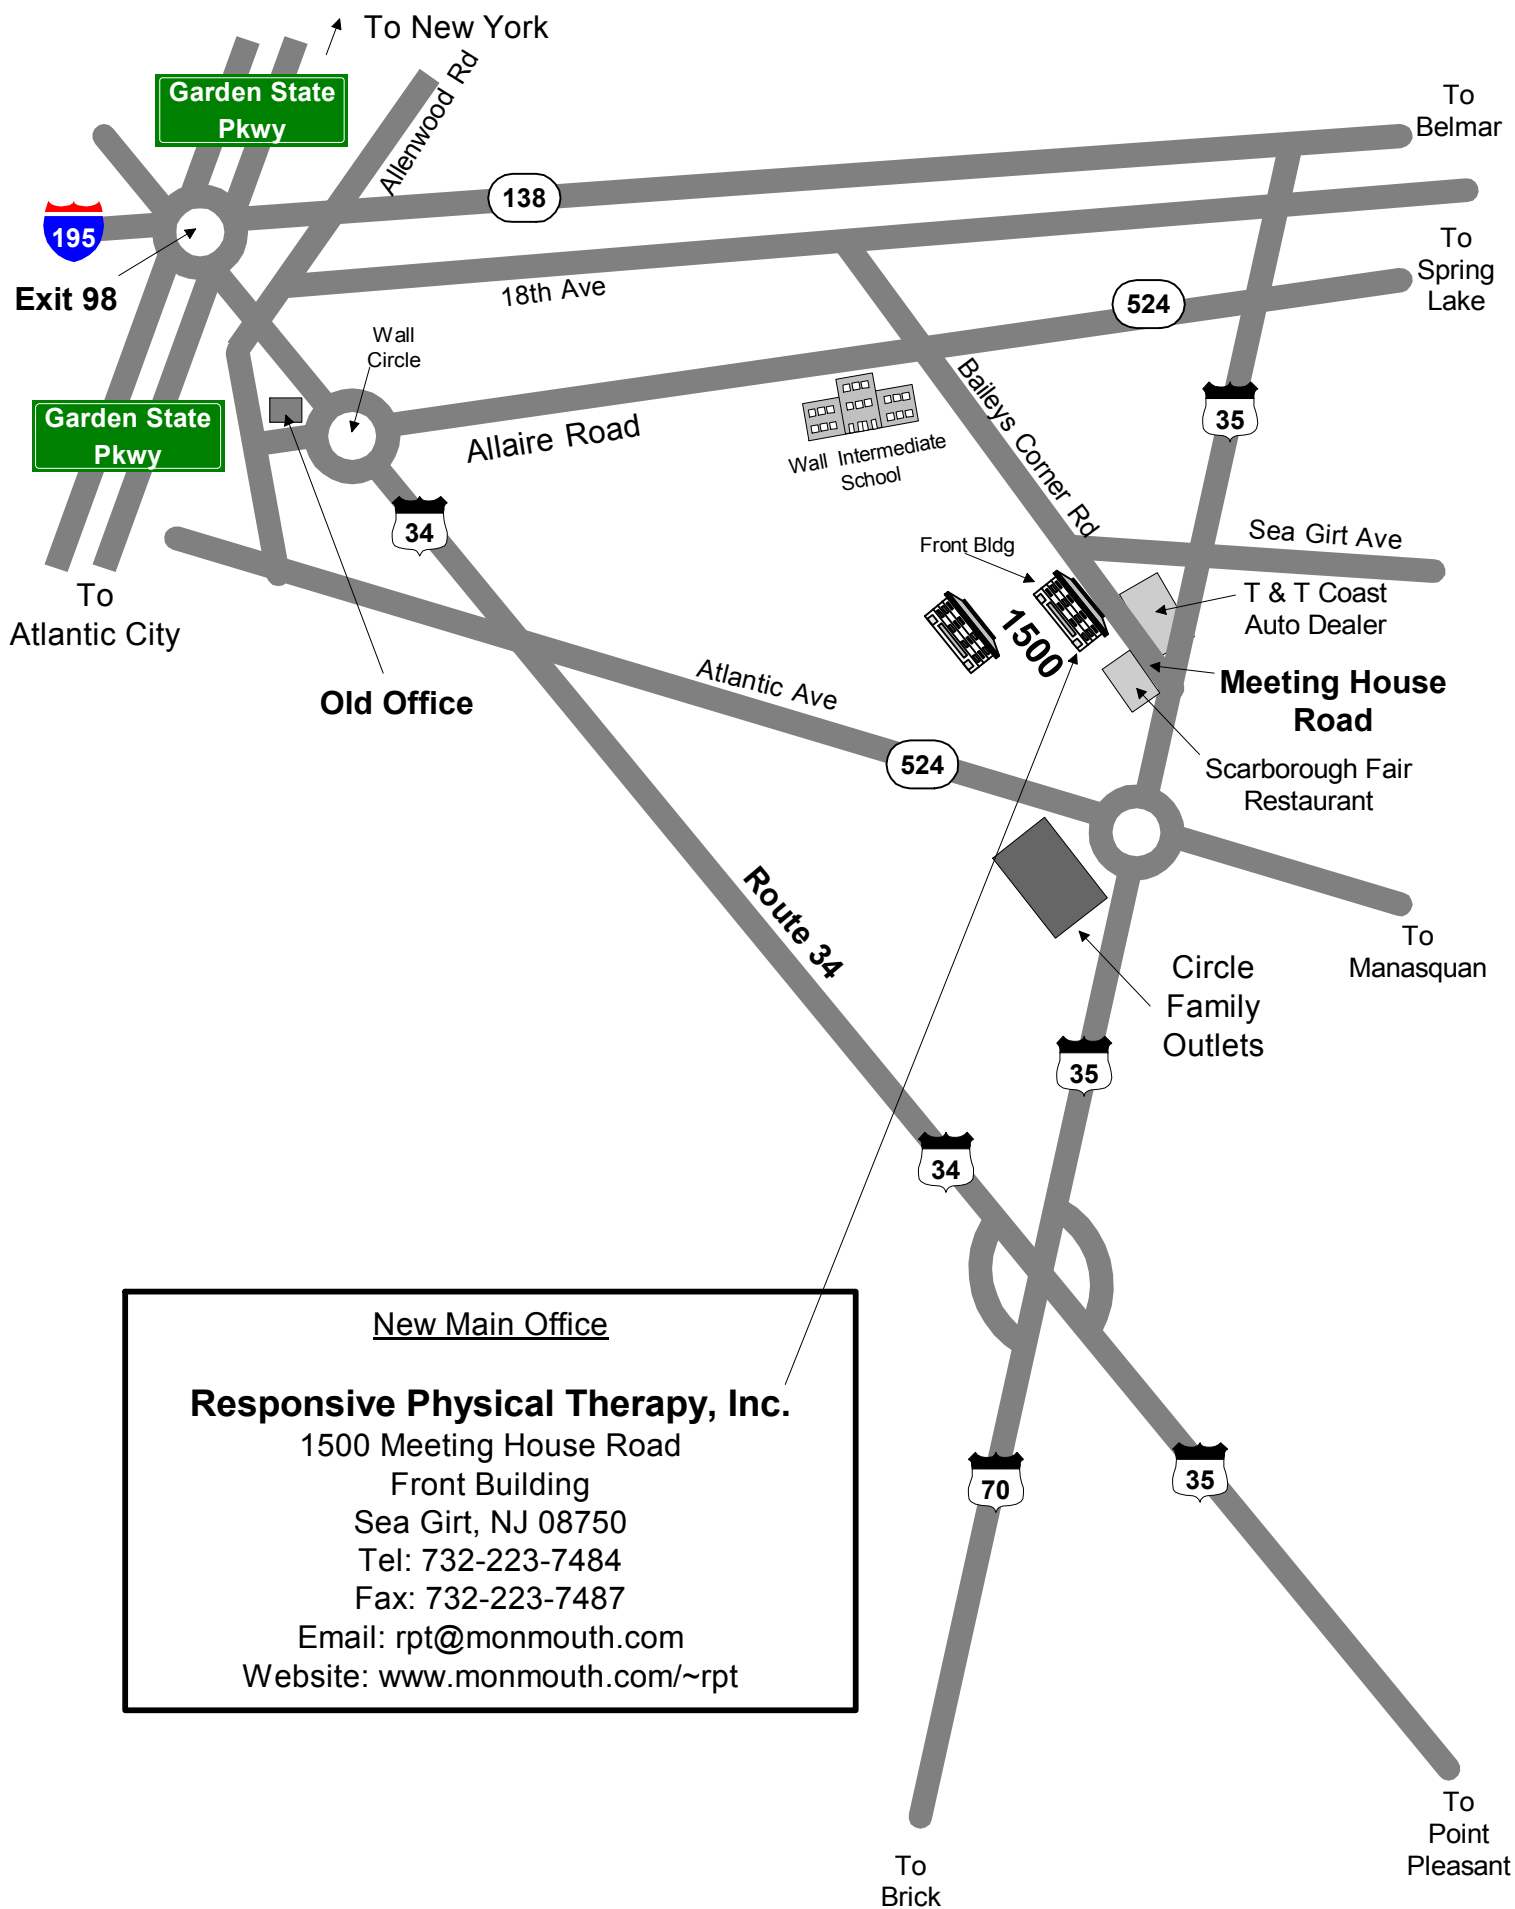 To New York
Garden State
Pkwy
Allenwood Rd
To
Belmar
138
195
To
Spring
Lake
Exit 98
18th Ave
524
Wall
Circle
Garden State
Pkwy
Allaire Road
Wall Intermediate
School
Baileys Corner Rd
35
34
Sea Girt Ave
Front Bldg
To
Atlantic City
T & T Coast
Auto Dealer
1500
Old Office
Atlantic Ave
Meeting House
Road
524
Scarborough Fair
Restaurant
Route 34
To
Manasquan
Circle
Family
Outlets
35
34
New Main Office
Responsive Physical Therapy, Inc.
1500 Meeting House Road
Front Building
Sea Girt, NJ 08750
Tel: 732-223-7484
Fax: 732-223-7487
Email: rpt@monmouth.com
Website: www.monmouth.com/~rpt
70
35
To
Point
Pleasant
To
Brick